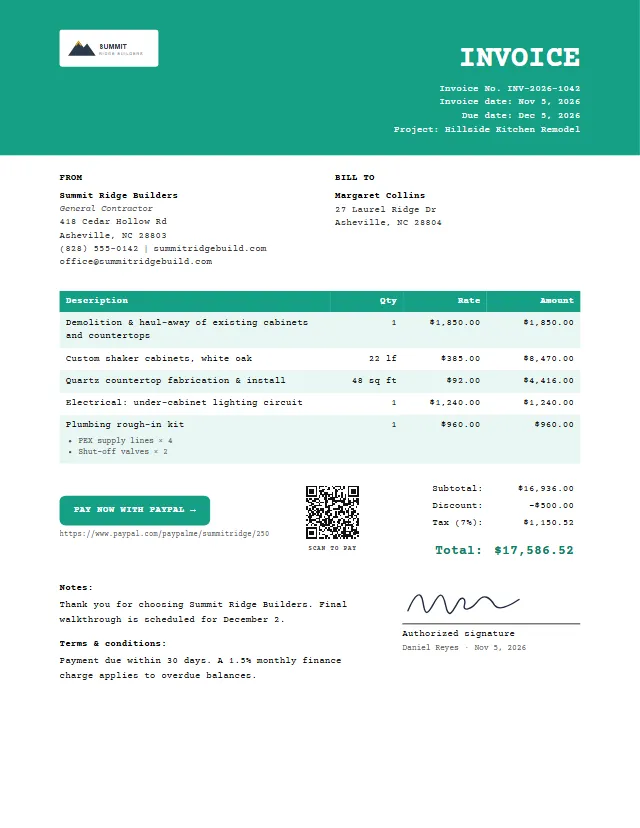 SUMMIT
RIDGE BUILDERS
INVOICE
Invoice No. INV-2026-1042
Invoice date: Nov 5, 2026
Due date: Dec 5, 2026
Project: Hillside Kitchen Remodel
FROM
Summit Ridge Builders
General Contractor
418 Cedar Hollow Rd
Asheville, NC 28803
(828) 555-0142 | summitridgebuild.com
office@summitridgebuild.com
BILL TO
Margaret Collins
27 Laurel Ridge Dr
Asheville, NC 28804
Description Qty Rate Amount
Demolition & haul-away of existing cabinets 1 $1,850.00 $1,850.00
and countertops
Custom shaker cabinets, white oak 22 lf $385.00 $8,470.00
Quartz countertop fabrication & install 48 sq ft $92.00 $4,416.00
Electrical: under-cabinet lighting circuit 1 $1,240.00 $1,240.00
Plumbing rough-in kit 1 $960.00 $960.00
• PEX supply lines × 4
• Shut-off valves × 2
PAY NOW WITH PAYPAL →
https://www.paypal.com/paypalme/summitridge/250
SCAN TO PAY
Subtotal: $16,936.00
Discount: -$500.00
Tax (7%): $1,150.52
Total: $17,586.52
Notes:
Thank you for choosing Summit Ridge Builders. Final
walkthrough is scheduled for December 2.
Terms & conditions:
Payment due within 30 days. A 1.5% monthly finance
charge applies to overdue balances.
Authorized signature
Daniel Reyes · Nov 5, 2026